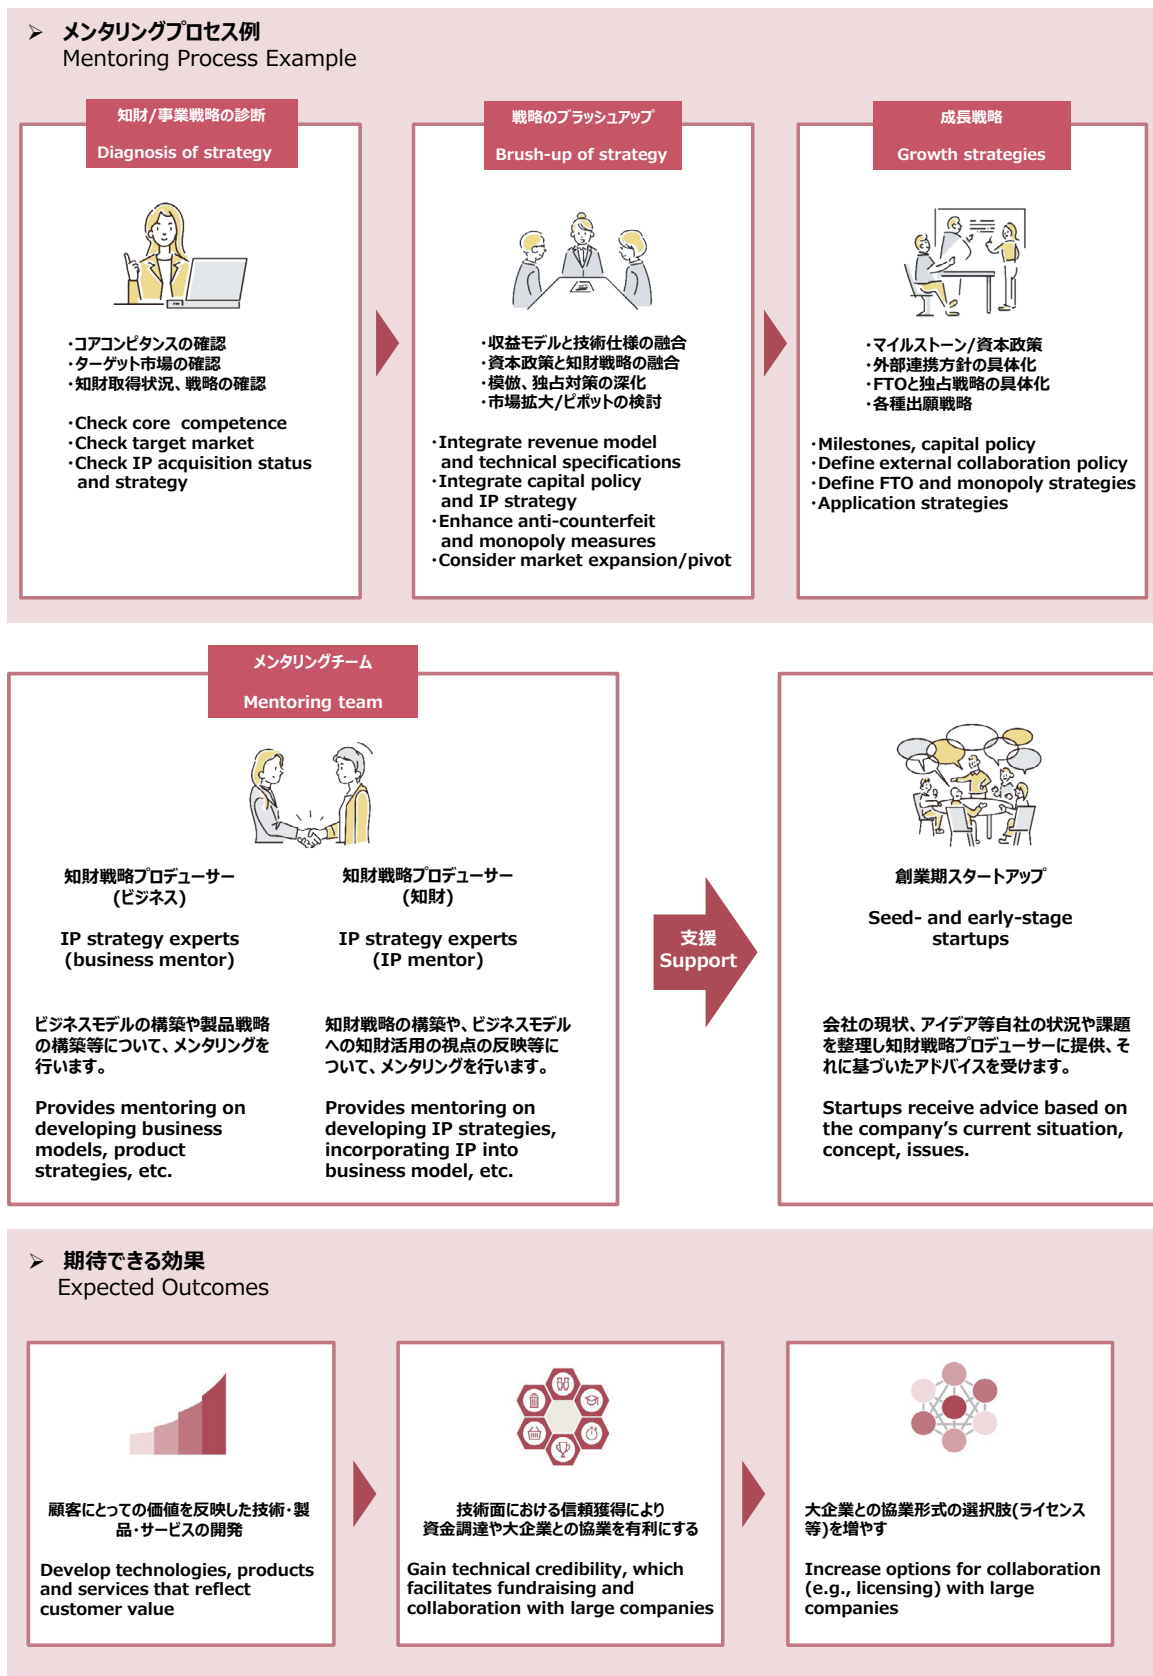 ➢ メンタリングプロセス例
Mentoring Process Example
知財/事業戦略の診断
Diagnosis of strategy
・コアコンピタンスの確認
・ターゲット市場の確認
・知財取得状況、戦略の確認
・Check core competence
・Check target market
・Check IP acquisition status
and strategy
戦略のブラッシュアップ
Brush-up of strategy
・収益モデルと技術仕様の融合
・資本政策と知財戦略の融合
・模倣、独占対策の深化
・市場拡大/ピボットの検討
・Integrate revenue model
and technical specifications
・Integrate capital policy
and IP strategy
・Enhance anti-counterfeit
and monopoly measures
・Consider market expansion/pivot
成長戦略
Growth strategies
・マイルストーン/資本政策
・外部連携方針の具体化
・FTOと独占戦略の具体化
・各種出願戦略
・Milestones, capital policy
・Define external collaboration policy
・Define FTO and monopoly strategies
・Application strategies
メンタリングチーム
Mentoring team
知財戦略プロデューサー
(ビジネス)
IP strategy experts
(business mentor)
ビジネスモデルの構築や製品戦略
の構築等について、メンタリングを
行います。
Provides mentoring on
developing business
models, product
strategies, etc.
知財戦略プロデューサー
(知財)
IP strategy experts
(IP mentor)
知財戦略の構築や、ビジネスモデル
への知財活用の視点の反映等に
ついて、メンタリングを行います。
Provides mentoring on
developing IP strategies,
incorporating IP into
business model, etc.
支援
Support
創業期スタートアップ
Seed- and early-stage
startups
会社の現状、アイデア等自社の状況や課題
を整理し知財戦略プロデューサーに提供、そ
れに基づいたアドバイスを受けます。
Startups receive advice based on
the company’s current situation,
concept, issues.
➢ 期待できる効果
Expected Outcomes
顧客にとっての価値を反映した技術・製
品・サービスの開発
Develop technologies, products
and services that reflect
customer value
技術面における信頼獲得により
資金調達や大企業との協業を有利にする
Gain technical credibility, which
facilitates fundraising and
collaboration with large companies
大企業との協業形式の選択肢(ライセンス
等)を増やす
Increase options for collaboration
(e.g., licensing) with large
companies